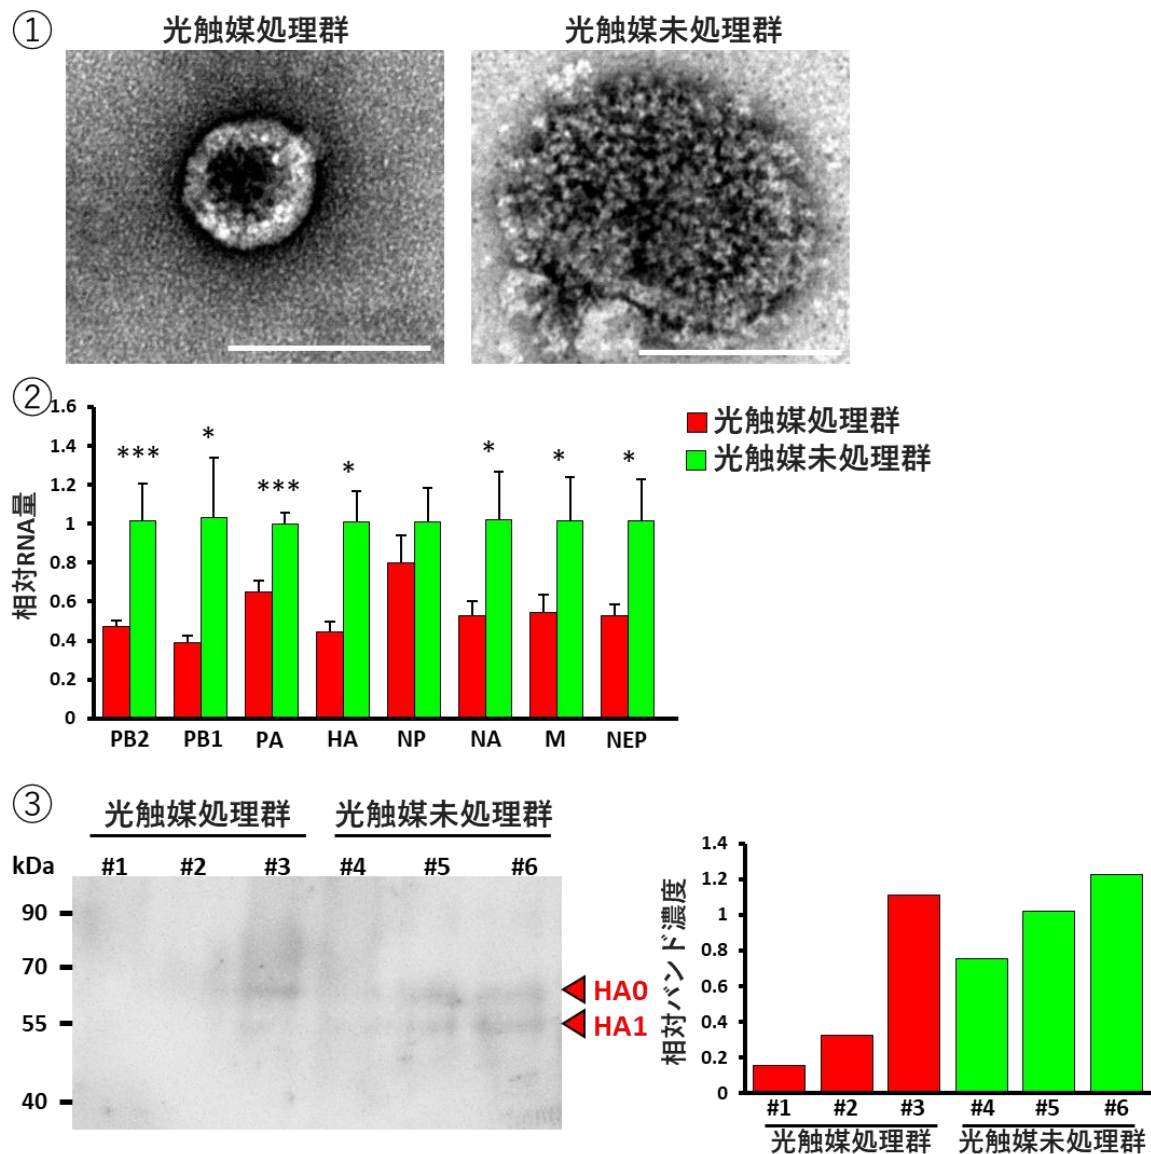 ①
光触媒処理群 光触媒未処理群
②
1.6
1.4
1.2
1
0.8
0.6
0.4
0.2
0
相対RNA量
*** * *** * * * *
PB2 PB1 PA HA NP NA M NEP
光触媒処理群
光触媒未処理群
③
光触媒処理群 光触媒未処理群
kDa #1 #2 #3 #4 #5 #6
90
70
55
40
HA0
HA1
相対バンド濃度
1.4
1.2
1
0.8
0.6
0.4
0.2
0
#1 #2 #3 #4 #5 #6
光触媒処理群 光触媒未処理群